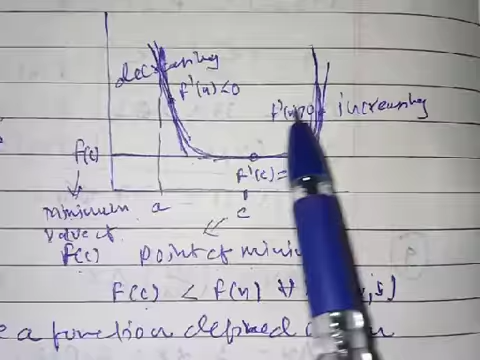 decreasing
f'(n) < 0
f'(n)>0 increasing
f(c)
f'(c)=
minimum a
c
value of
f(c) point of mini
f(c) < f(n) ∀
a function defined